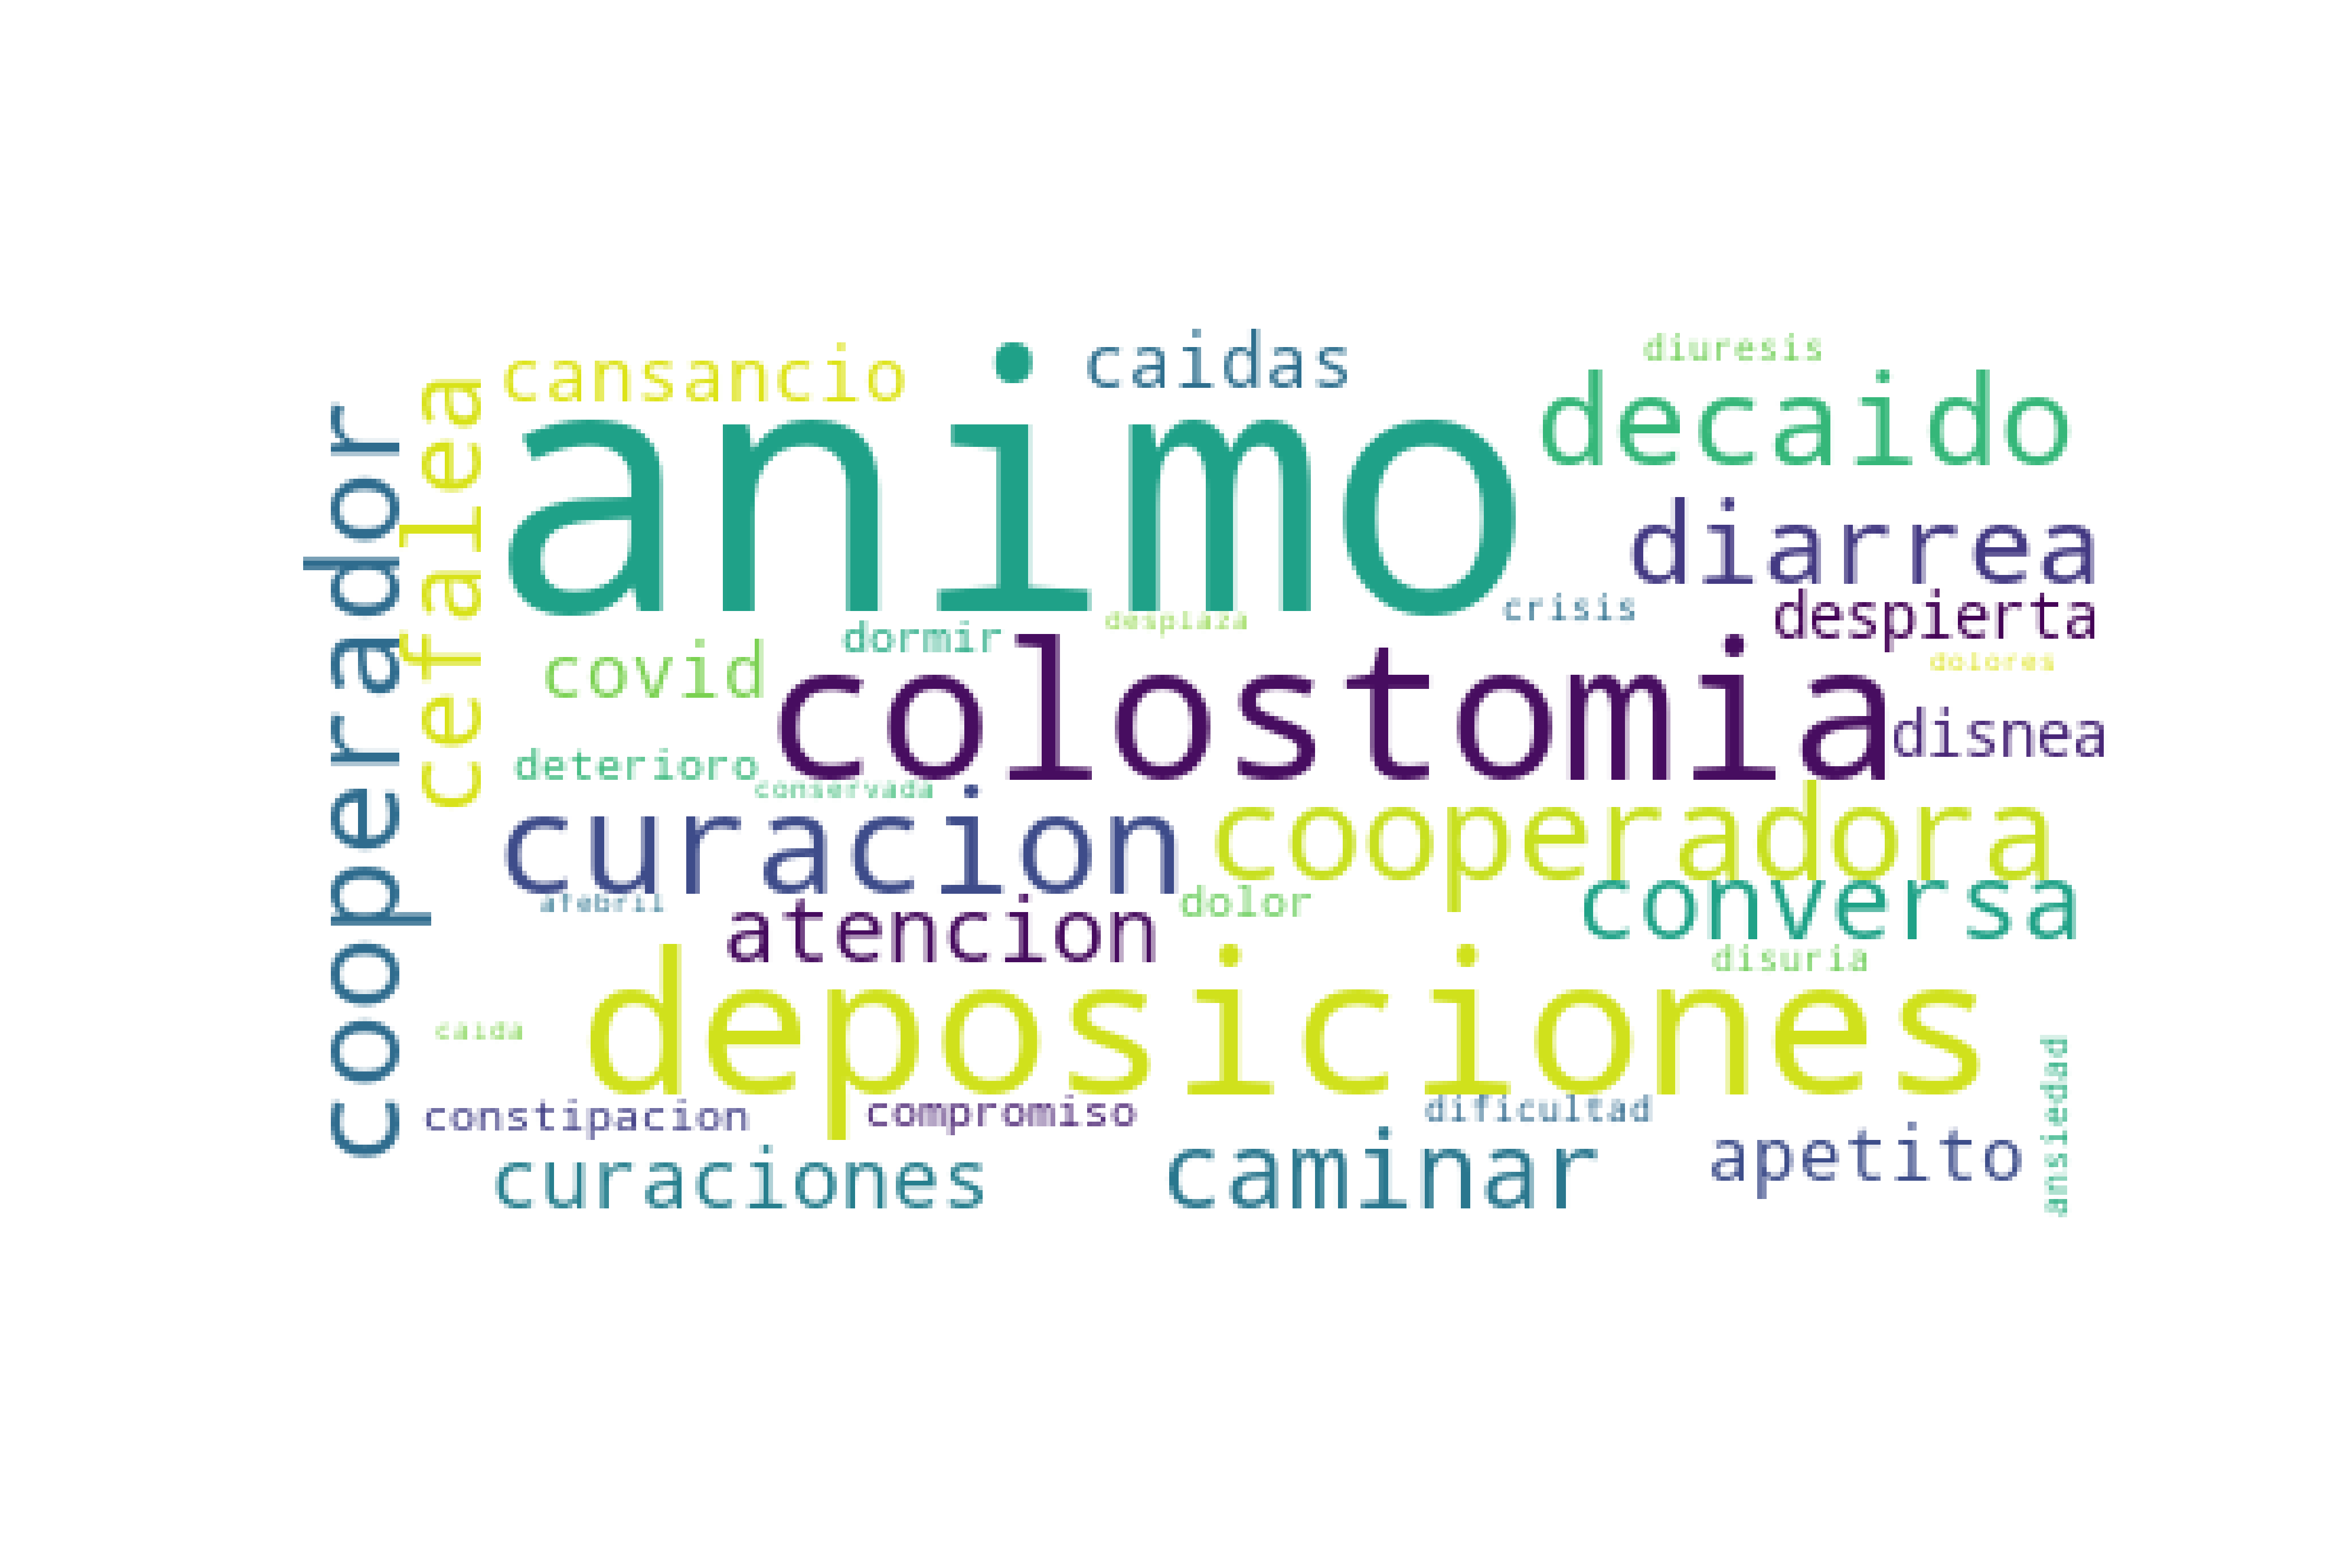 diuresis
caidas
cansancio
decaido
animo
cefalea
cooperador
diarrea
crisis
despierta
desplaza
dormir
covid
dolores
colostomia
disnea
deterioro
conservada
cooperadora
curacion
afebril
dolor
conversa
atencion
disuria
deposiciones
caida
constipacion
compromiso
dificultad
ansiedad
apetito
curaciones
caminar